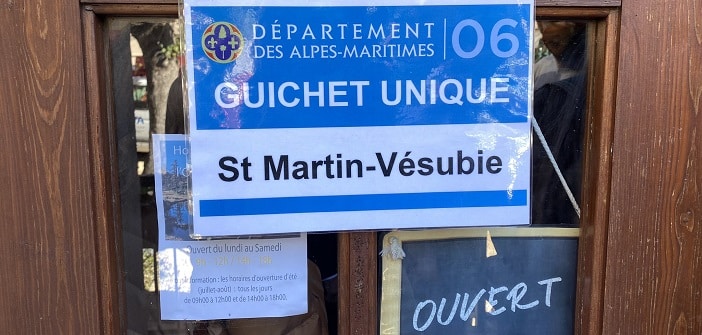 DÉPARTEMENT
DES ALPES-MARITIMES
06
GUICHET UNIQUE
St Martin-Vésubie
Ouvert du lundi au Samedi
les horaires d'ouverture d'été
(juillet-août) : tous les jours
de 09h00 à 12h00 et de 14h00 à 18h00.
OUVERT